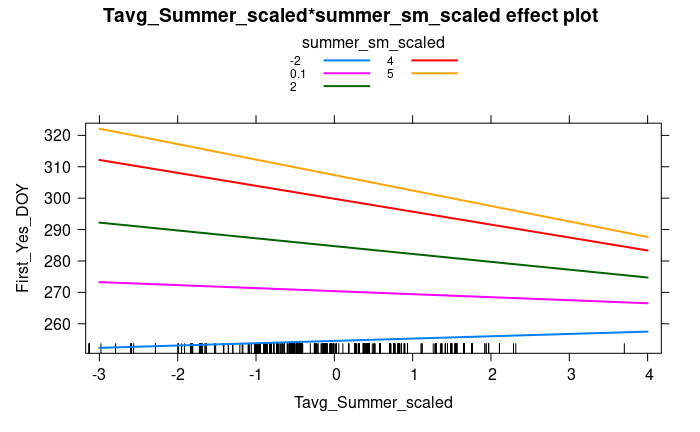 Tavg_Summer_scaled*summer_sm_scaled effect plot
summer_sm_scaled
-2 4
0.1 5
2
320
310
300
290
280
270
260
First_Yes_DOY
-3 -2 -1 0 1 2 3 4
Tavg_Summer_scaled